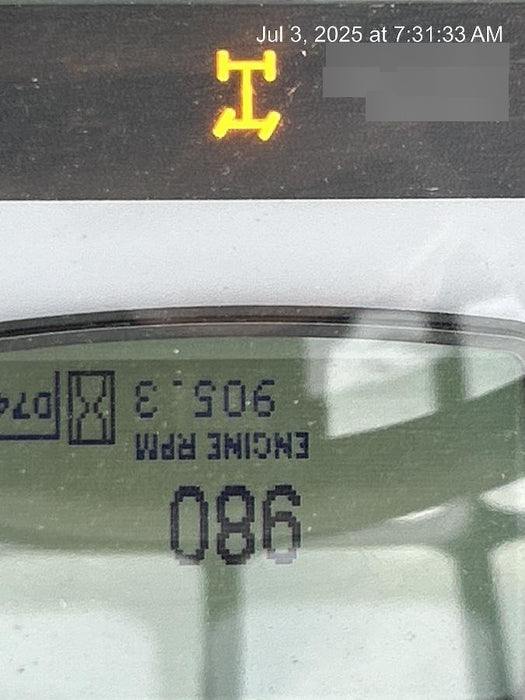 Jul 3, 2025 at 7:31:33 AM
980
ENGINE RPM
905.3